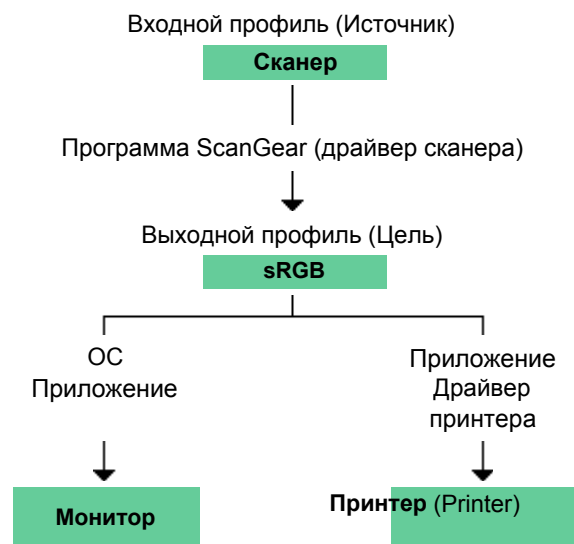 Входной профиль (Источник)
Сканер
Программа ScanGear (драйвер сканера)
Выходной профиль (Цель)
sRGB
ОС
Приложение
Приложение
Драйвер
принтера
Монитор
Принтер (Printer)